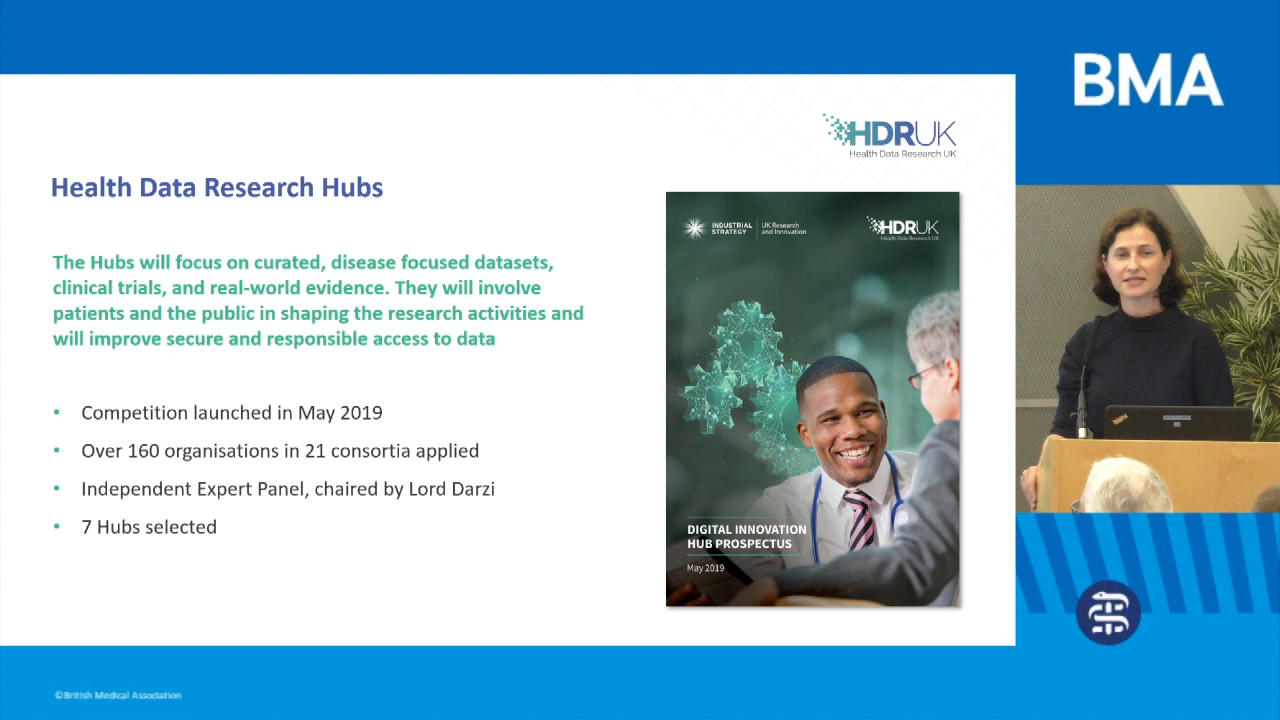 BMA
HDRUK
Health Data Research UK
Health Data Research Hubs
The Hubs will focus on curated, disease focused datasets,
clinical trials, and real-world evidence. They will involve
patients and the public in shaping the research activities and
will improve secure and responsible access to data
• Competition launched in May 2019
• Over 160 organisations in 21 consortia applied
• Independent Expert Panel, chaired by Lord Darzi
• 7 Hubs selected
INDUSTRIAL
STRATEGY
UK Research
and Innovation
HDRUK
Health Data Research UK
DIGITAL INNOVATION
HUB PROSPECTUS
May 2019
©British Medical Association